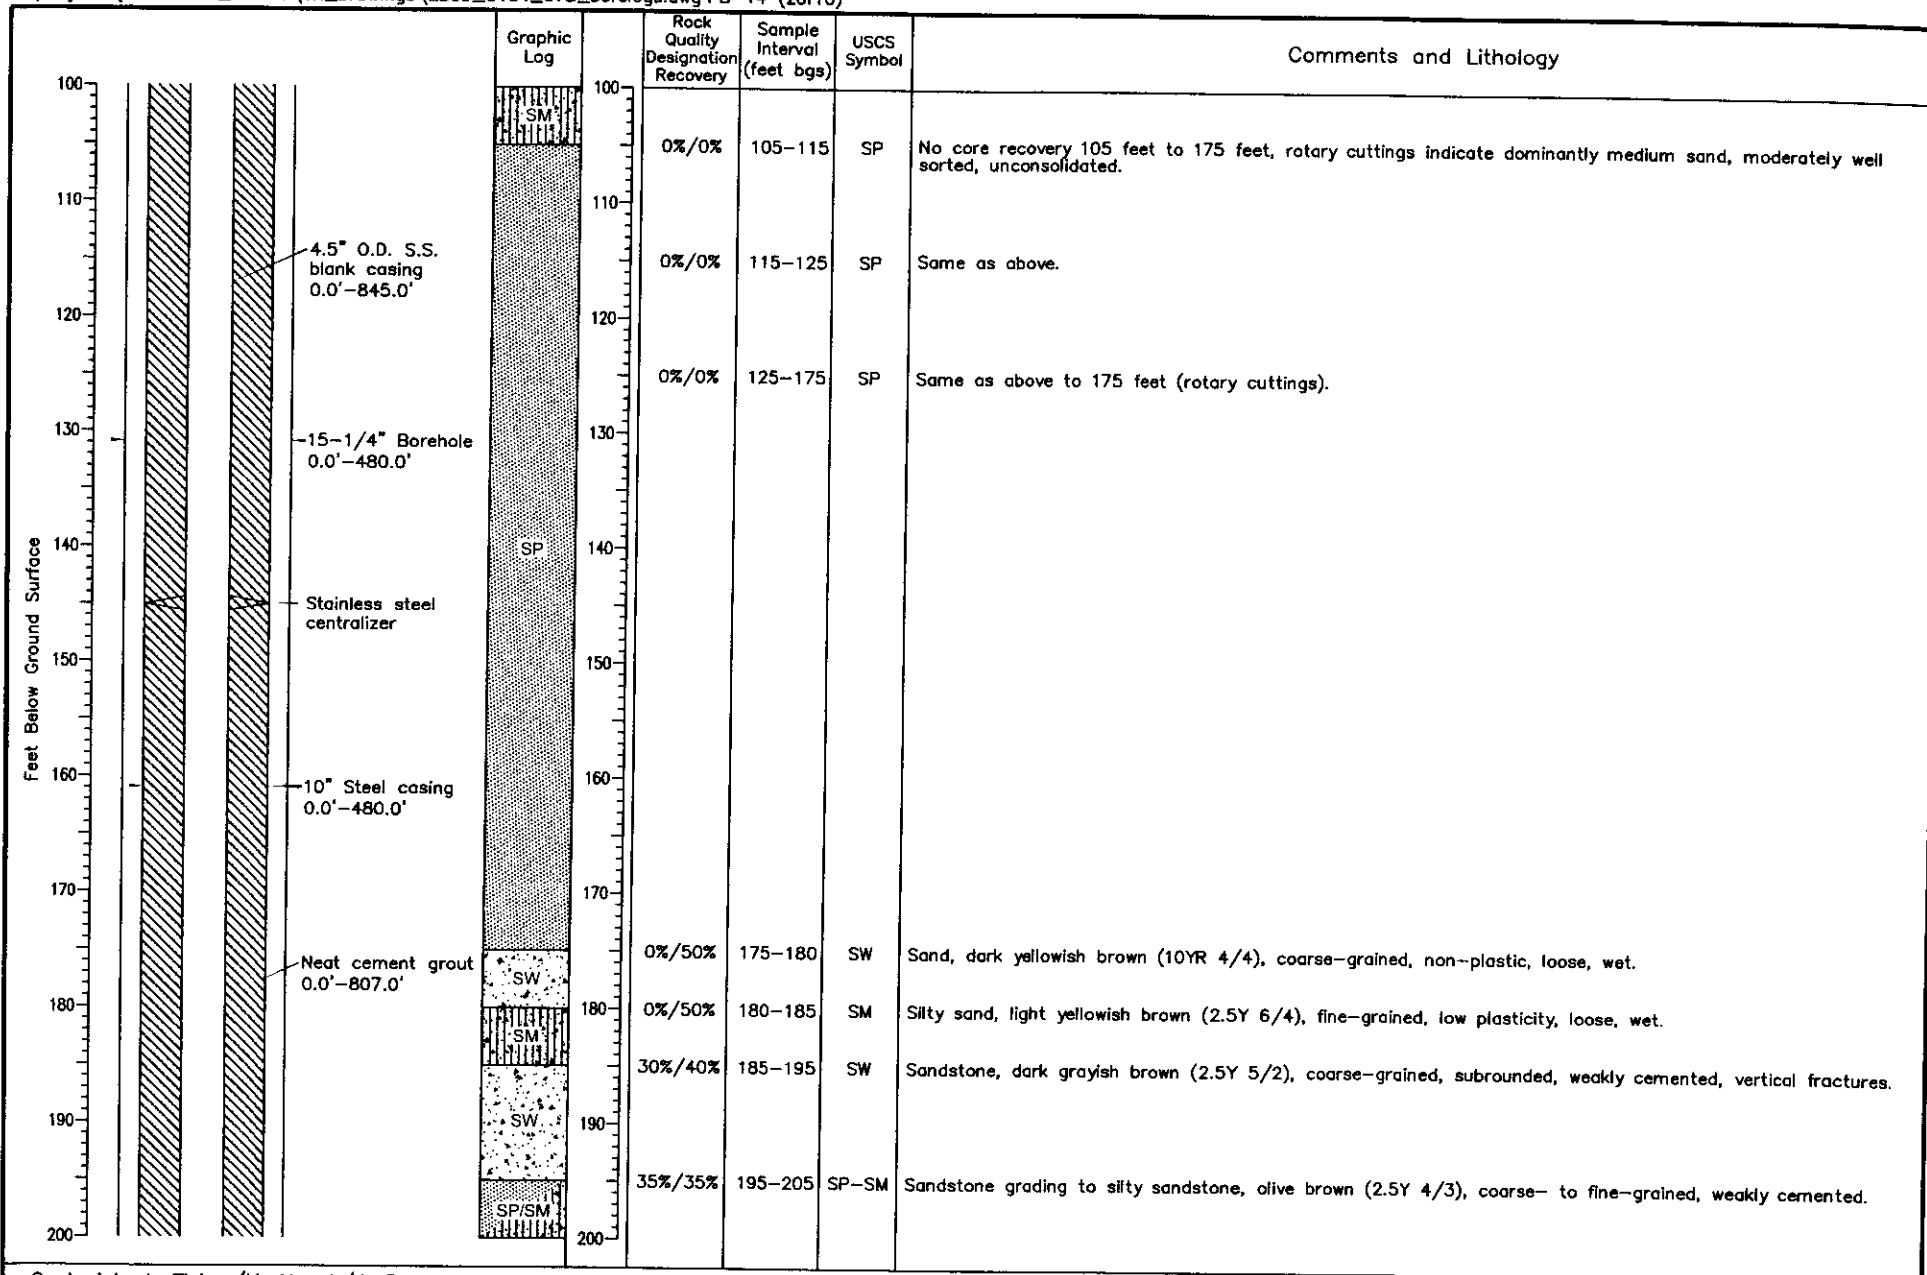 Graphic
Log
Rock
Quality
Designation
Recovery
Sample
Interval
(feet bgs)
USCS
Symbol
Comments and Lithology
Feet Below Ground Surface
100
110
120
130
140
150
160
170
180
190
200
4.5" O.D. S.S.
blank casing
0.0'-845.0'
15-1/4" Borehole
0.0'-480.0'
Stainless steel
centralizer
10" Steel casing
0.0'-480.0'
Neat cement grout
0.0'-807.0'
SM
SP
SW
SM
SW
SP/SM
100
110
120
130
140
150
160
170
180
190
200
0%/0% 105-115 SP No core recovery 105 feet to 175 feet, rotary cuttings indicate dominantly medium sand, moderately well
sorted, unconsolidated.
0%/0% 115-125 SP Same as above.
0%/0% 125-175 SP Same as above to 175 feet (rotary cuttings).
0%/50% 175-180 SW Sand, dark yellowish brown (10YR 4/4), coarse-grained, non-plastic, loose, wet.
0%/50% 180-185 SM Silty sand, light yellowish brown (2.5Y 6/4), fine-grained, low plasticity, loose, wet.
30%/40% 185-195 SW Sandstone, dark grayish brown (2.5Y 5/2), coarse-grained, subrounded, weakly cemented, vertical fractures.
35%/35% 195-205 SP-SM Sandstone grading to silty sandstone, olive brown (2.5Y 4/3), coarse- to fine-grained, weakly cemented.